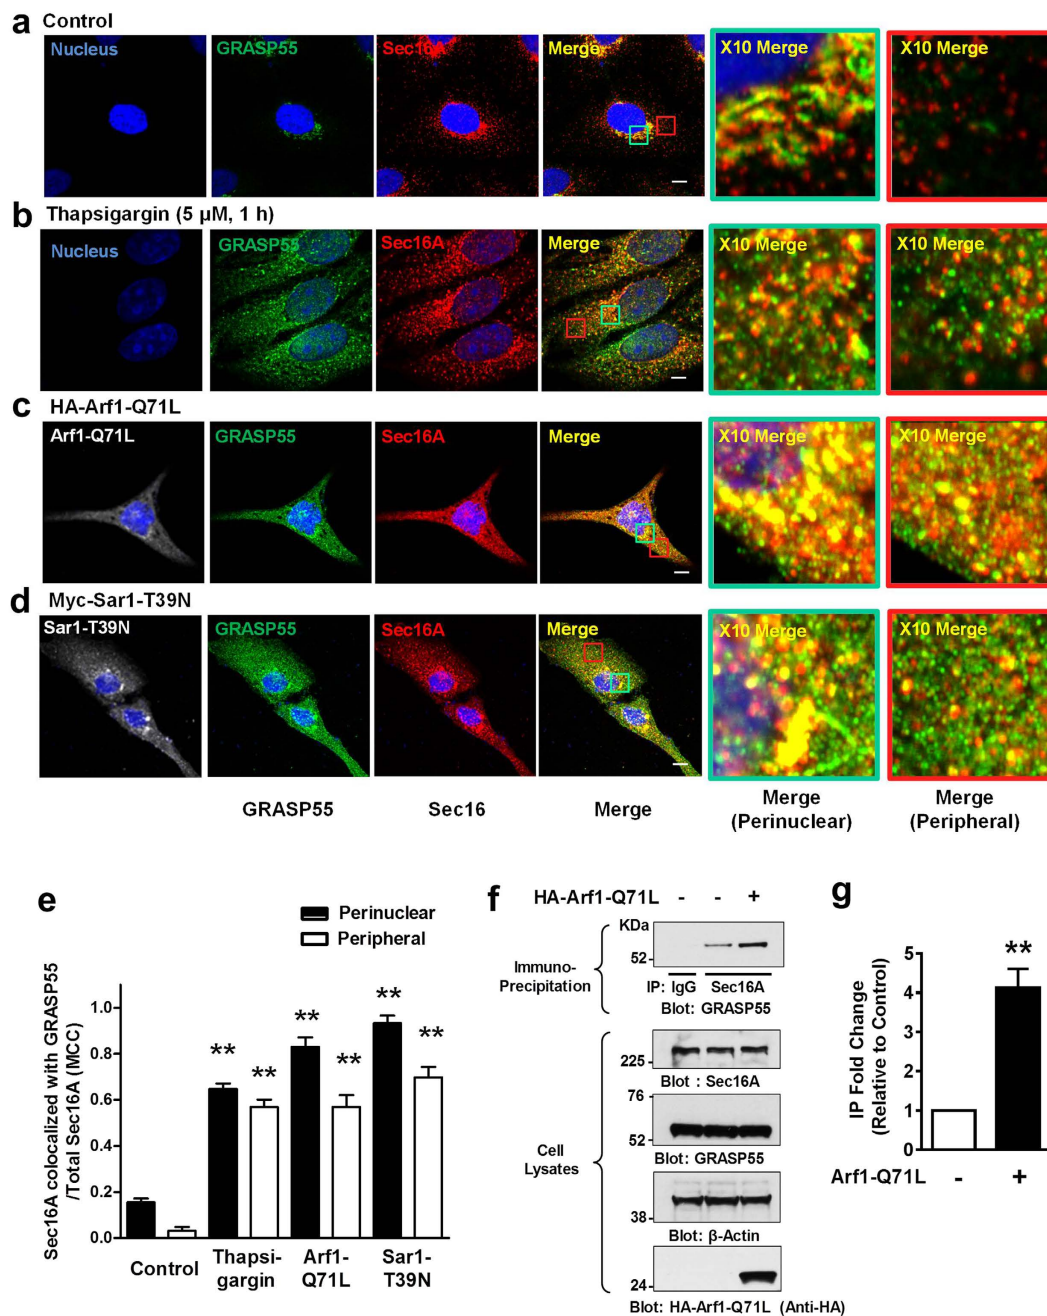 a Control
Nucleus GRASP55 Sec16A Merge X10 Merge X10 Merge
b Thapsigargin (5 µM, 1 h)
Nucleus GRASP55 Sec16A Merge X10 Merge X10 Merge
c HA-Arf1-Q71L
Arf1-Q71L GRASP55 Sec16A Merge X10 Merge X10 Merge
d Myc-Sar1-T39N
Sar1-T39N GRASP55 Sec16A Merge X10 Merge X10 Merge
GRASP55 Sec16 Merge Merge (Perinuclear) Merge (Peripheral)
e
Perinuclear
Peripheral
Sec16A colocalized with GRASP55
/Total Sec16A (MCC)
1.0
0.8
0.6
0.4
0.2
0.0
** ** ** ** ** **
Control Thapsi-gargin Arf1-Q71L Sar1-T39N
f
HA-Arf1-Q71L - - +
KDa
52
Immuno-
Precipitation
IP: IgG Sec16A
Blot: GRASP55
225
Blot : Sec16A
76
52
Blot: GRASP55
Cell
Lysates
38
Blot: β-Actin
24
Blot: HA-Arf1-Q71L (Anti-HA)
g
IP Fold Change
(Relative to Control)
5
4
3
2
1
0
**
Arf1-Q71L - +